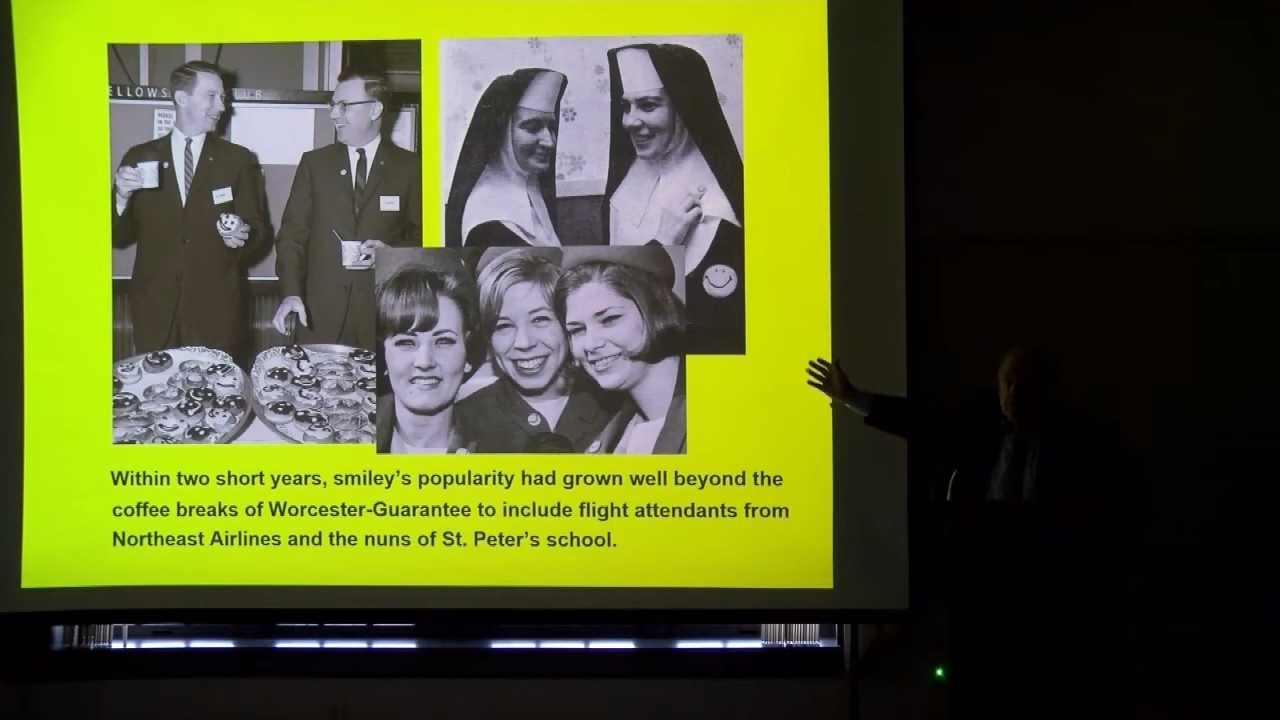 ELLOWS UB
Within two short years, smiley's popularity had grown well beyond the
coffee breaks of Worcester-Guarantee to include flight attendants from
Northeast Airlines and the nuns of St. Peter's school.